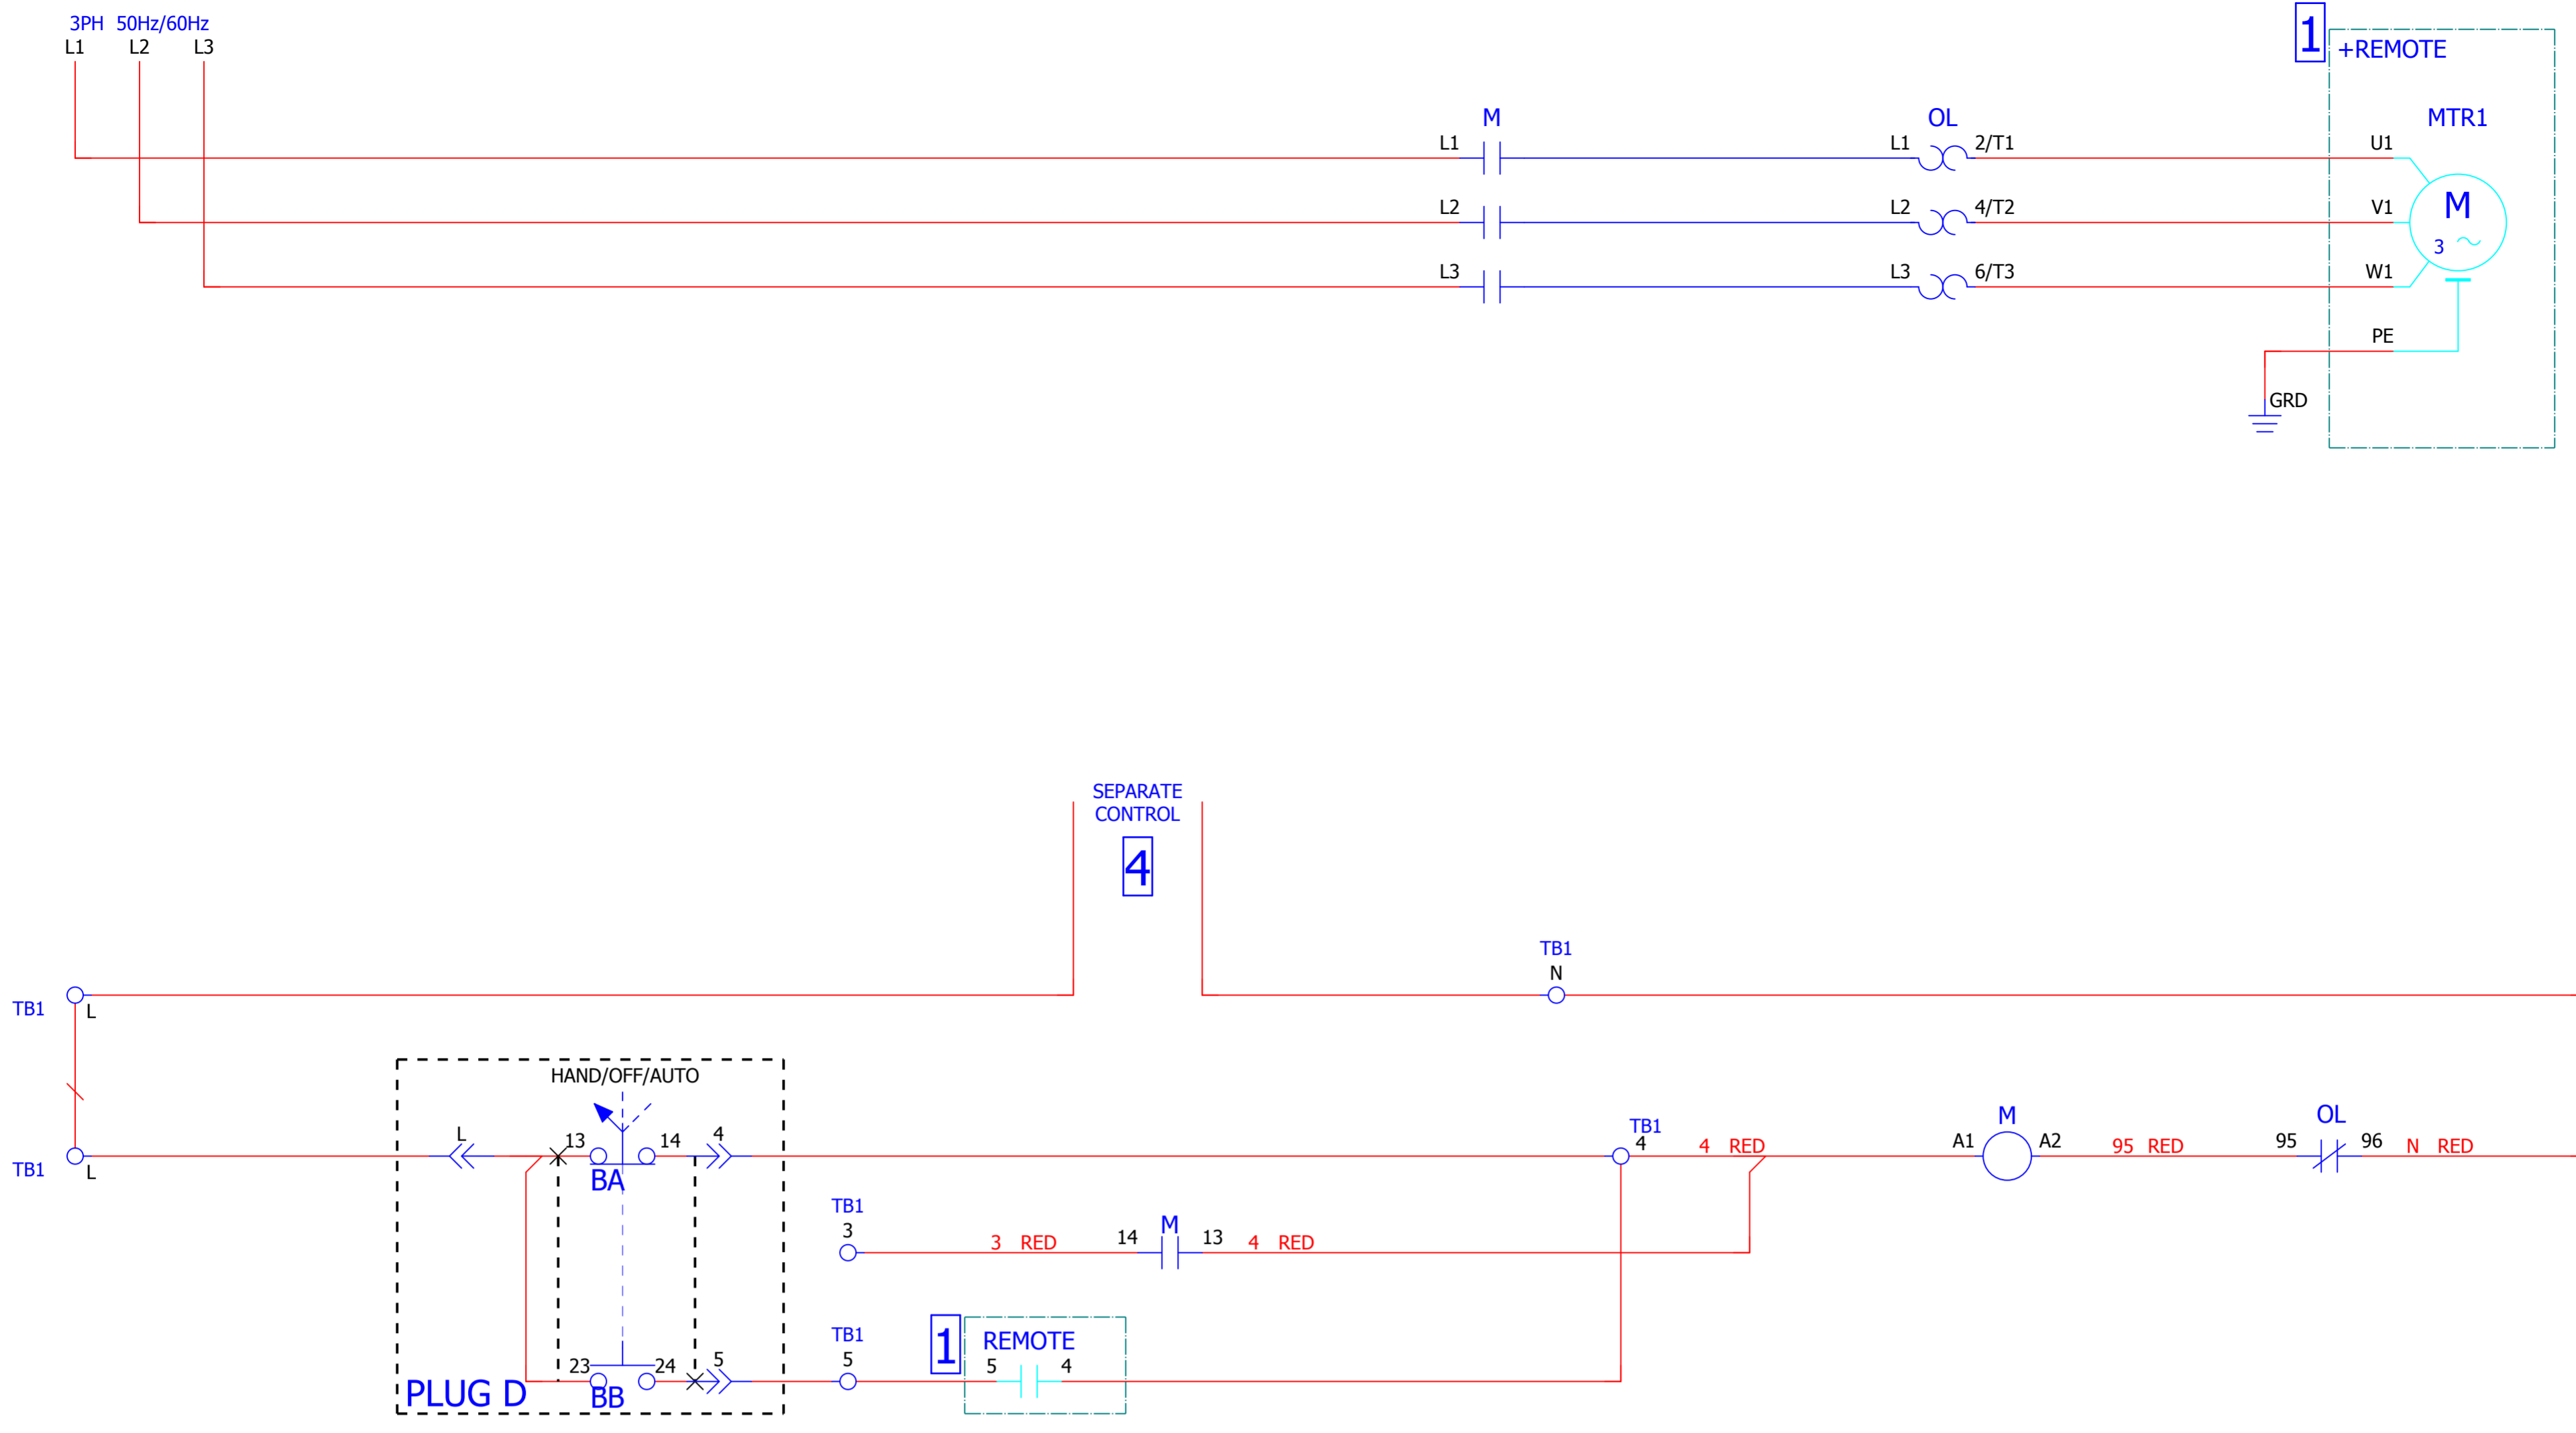 3PH 50Hz/60Hz
L1 L2 L3
1
+REMOTE
M
OL
MTR1
L1 L1 2/T1 U1
M
3
L2 L2 4/T2 V1
L3 L3 6/T3 W1
PE
GRD
SEPARATE
CONTROL
4
TB1
N
TB1
L
HAND/OFF/AUTO
TB1
L
L
13 14 4
BA
TB1
4
4 RED
M
A1 A2
95 RED
OL
95 96
N RED
TB1
3
3 RED
M
14 13
4 RED
TB1
5
1
REMOTE
5 4
23 24 5
BB
PLUG D